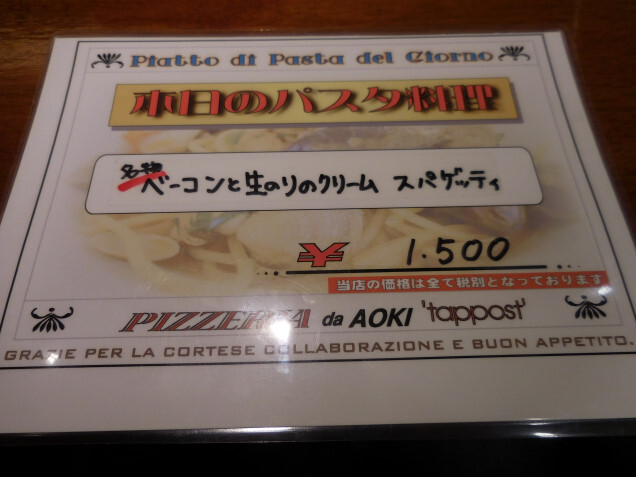 Piatto di Pasta del Giorno
本日のパスタ料理
名物
ベーコンと生のりのクリーム スパゲッティ
¥ 1.500
当店の価格は全て税別となっております
PIZZERIA da AOKI 'tappost'
GRAZIE PER LA CORTESE COLLABORAZIONE E BUON APPETITO.